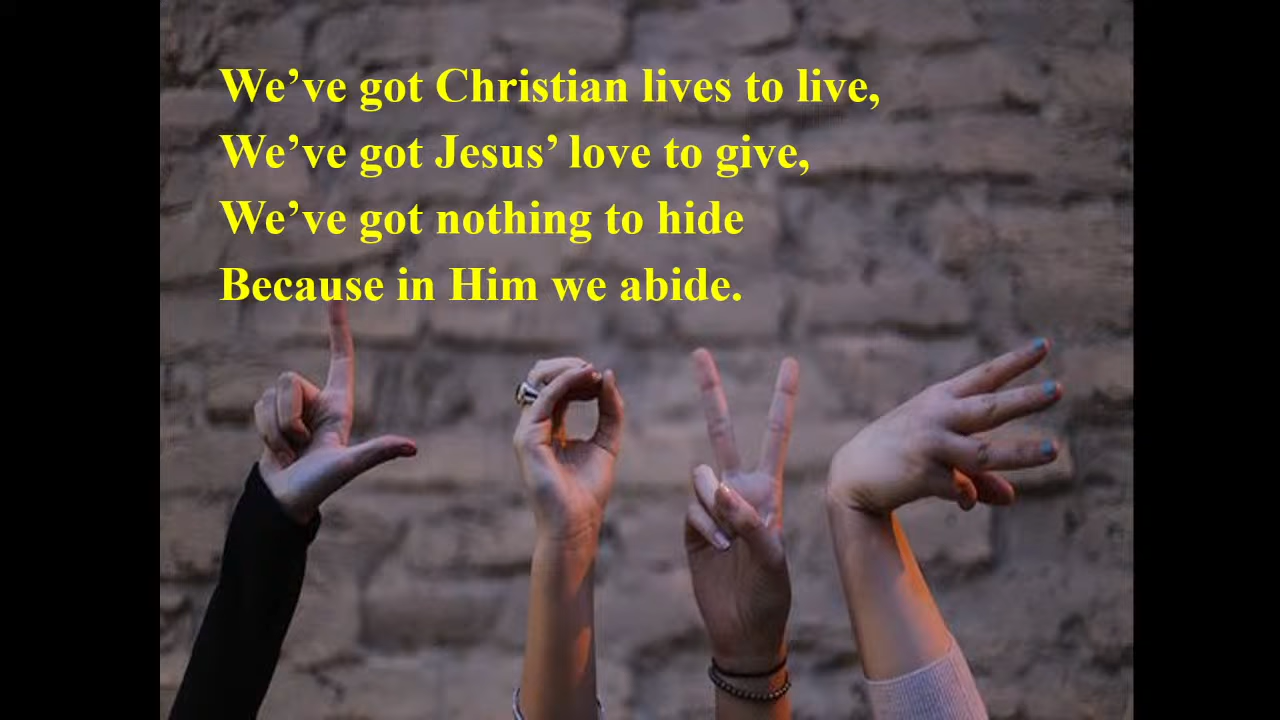 We’ve got Christian lives to live,
We’ve got Jesus’ love to give,
We’ve got nothing to hide
Because in Him we abide.